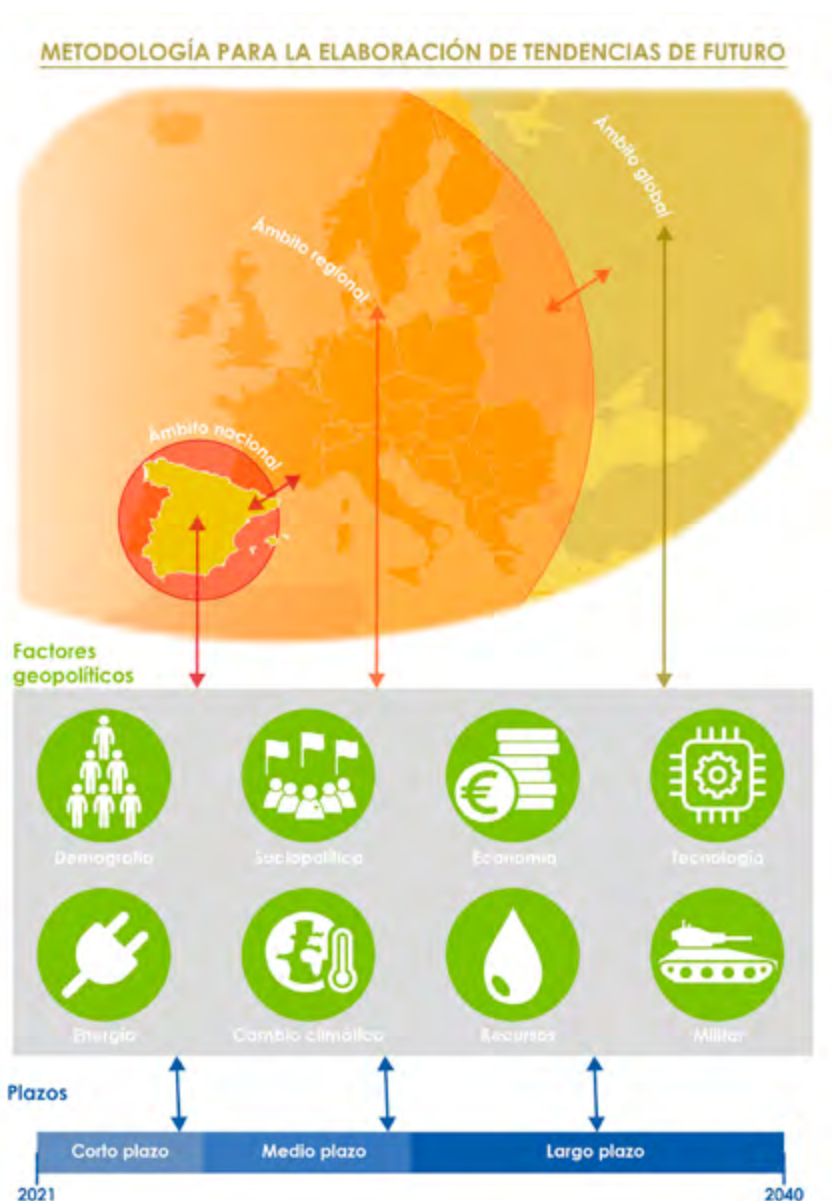 METODOLOGÍA PARA LA ELABORACIÓN DE TENDENCIAS DE FUTURO
Ámbito global
Ámbito regional
Ámbito nacional
Factores
geopolíticos
Demografía
Sociopolítica
Economía
Tecnología
Energía
Cambio climático
Recursos
Militar
Plazos
Corto plazo
Medio plazo
Largo plazo
2021
2040